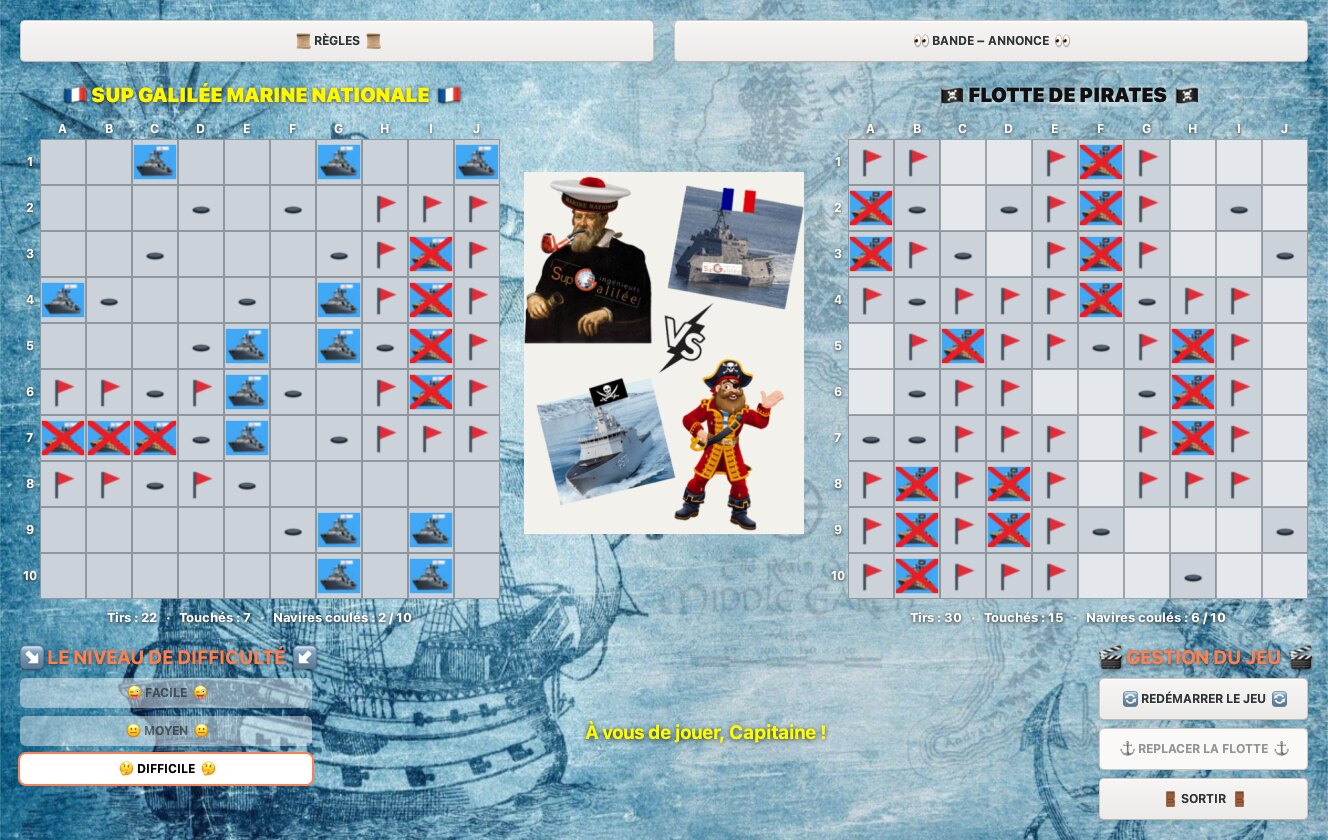 RÈGLES
BANDE – ANNONCE
SUP GALILÉE MARINE NATIONALE
FLOTTE DE PIRATES
A B C D E F G H I J
A B C D E F G H I J
1
2
3
4
5
6
7
8
9
10
1
2
3
4
5
6
7
8
9
10
MARINE NATIONALE
Sup Galilée
ingénieurs
VS
Tirs : 22 · Touchés : 7 · Navires coulés : 2 / 10
Tirs : 30 · Touchés : 15 · Navires coulés : 6 / 10
LE NIVEAU DE DIFFICULTÉ
FACILE
MOYEN
DIFFICILE
À vous de jouer, Capitaine !
GESTION DU JEU
REDÉMARRER LE JEU
REPLACER LA FLOTTE
SORTIR